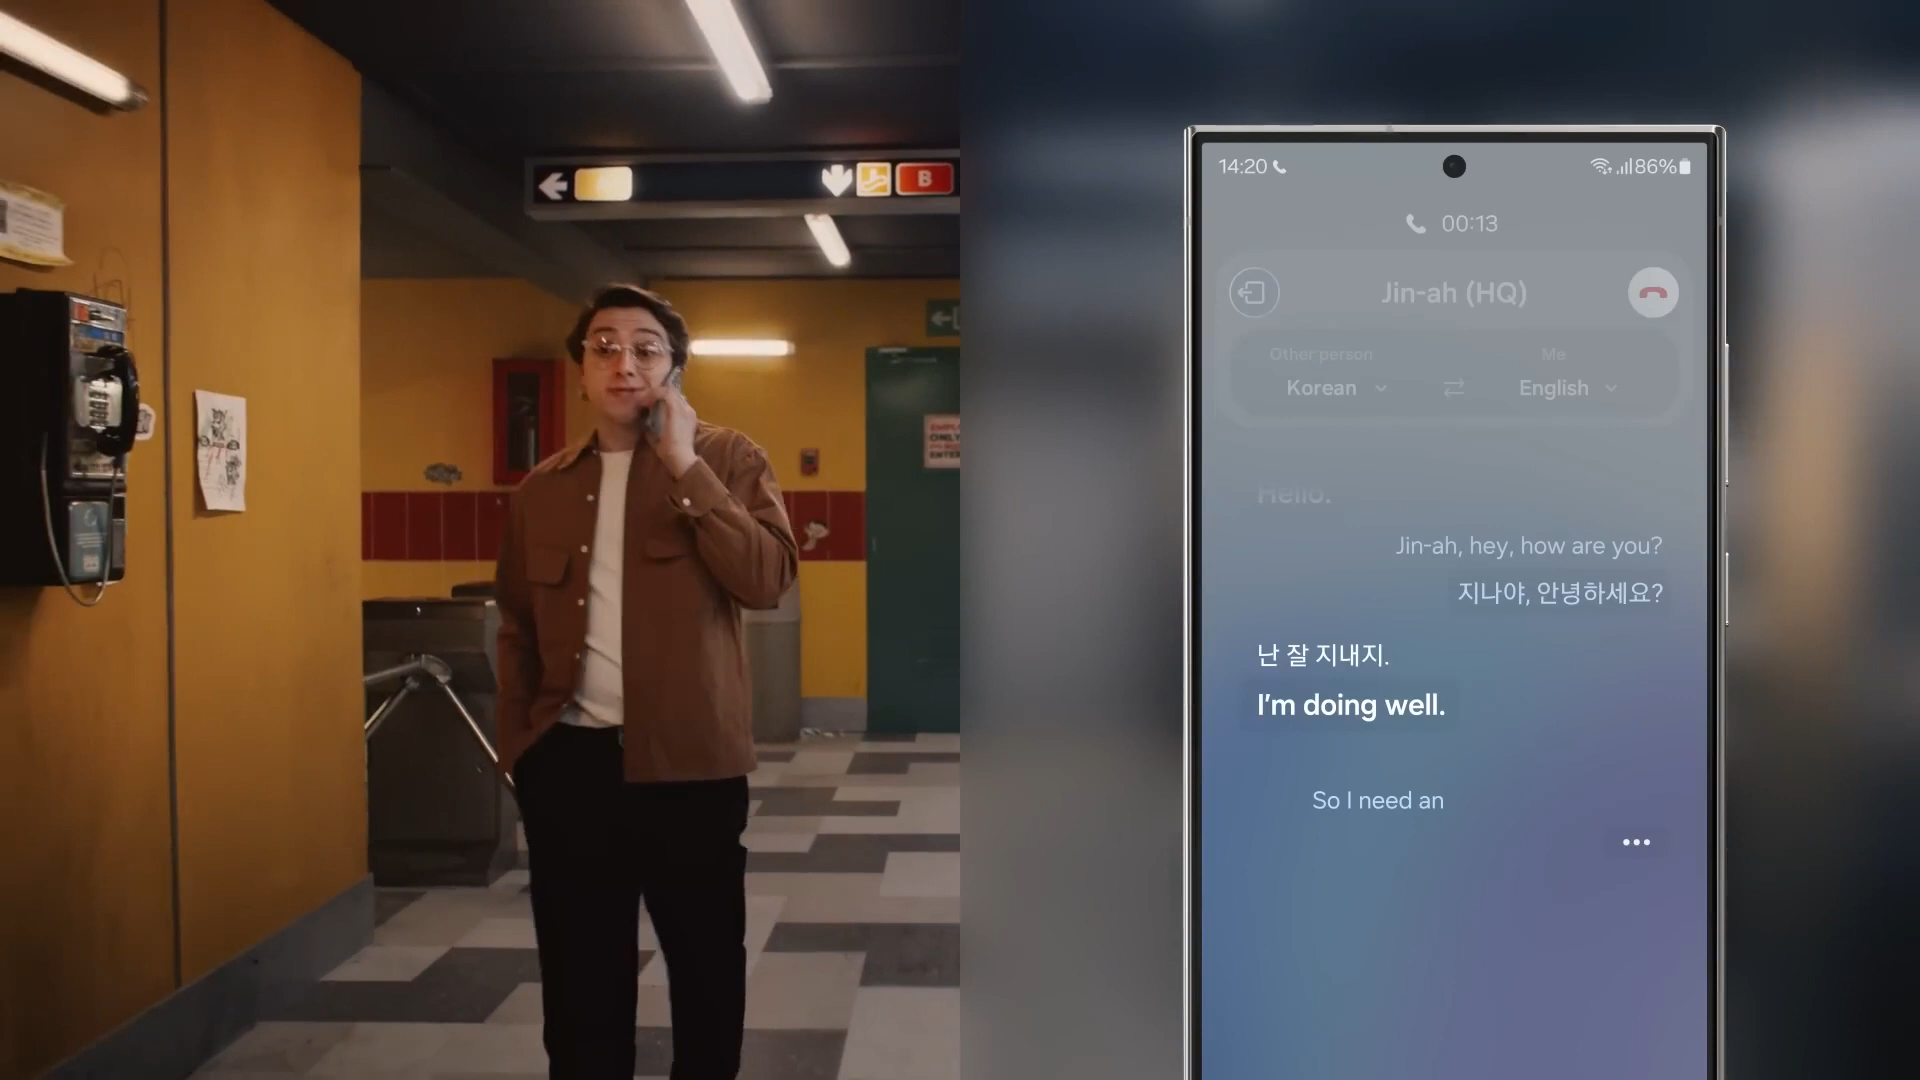 B
ONLY
ENTER
14:20
86%
00:13
Jin-ah (HQ)
Other person
Me
Korean
English
Hello.
Jin-ah, hey, how are you?
지나야, 안녕하세요?
난 잘 지내지.
I'm doing well.
So I need an